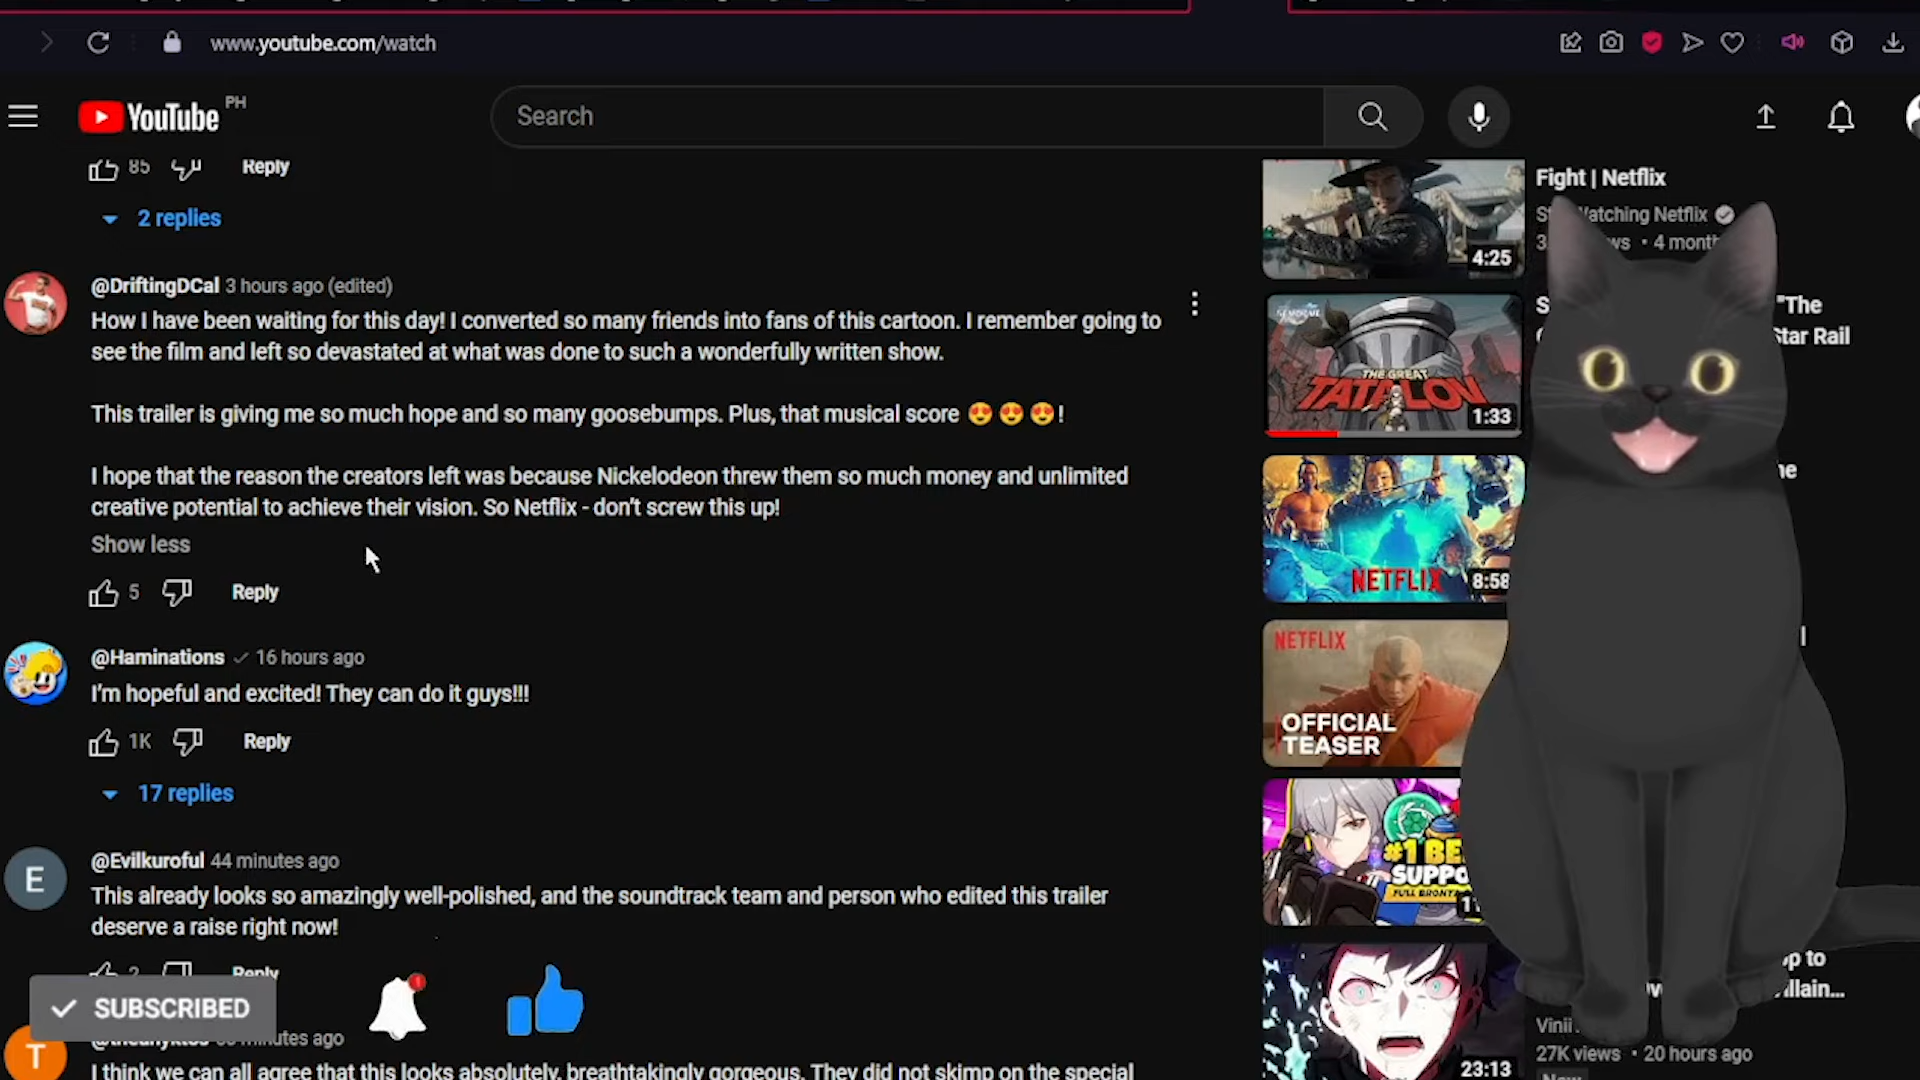 www.youtube.com/watch
YouTube PH
Search
85 Reply
2 replies
@DriftingDCal 3 hours ago (edited)
How I have been waiting for this day! I converted so many friends into fans of this cartoon. I remember going to
see the film and left so devastated at what was done to such a wonderfully written show.
This trailer is giving me so much hope and so many goosebumps. Plus, that musical score 😍 😍 😍 !
I hope that the reason the creators left was because Nickelodeon threw them so much money and unlimited
creative potential to achieve their vision. So Netflix - don't screw this up!
Show less
5 Reply
@Haminations 16 hours ago
I'm hopeful and excited! They can do it guys!!!
1K Reply
17 replies
E
@Evilkuroful 44 minutes ago
This already looks so amazingly well-polished, and the soundtrack team and person who edited this trailer
deserve a raise right now!
2 Reply
SUBSCRIBED
T
I think we can all agree that this looks absolutely, breathtakingly gorgeous. They did not skimp on the special
4:25
Fight | Netflix
Netflix
4
THE GREAT
TATALOV
1:33
"The
Star Rail
NETFLIX
8:58
NETFLIX
OFFICIAL
TEASER
#1
23:13
to
Vinii
27K views • 20 hours ago